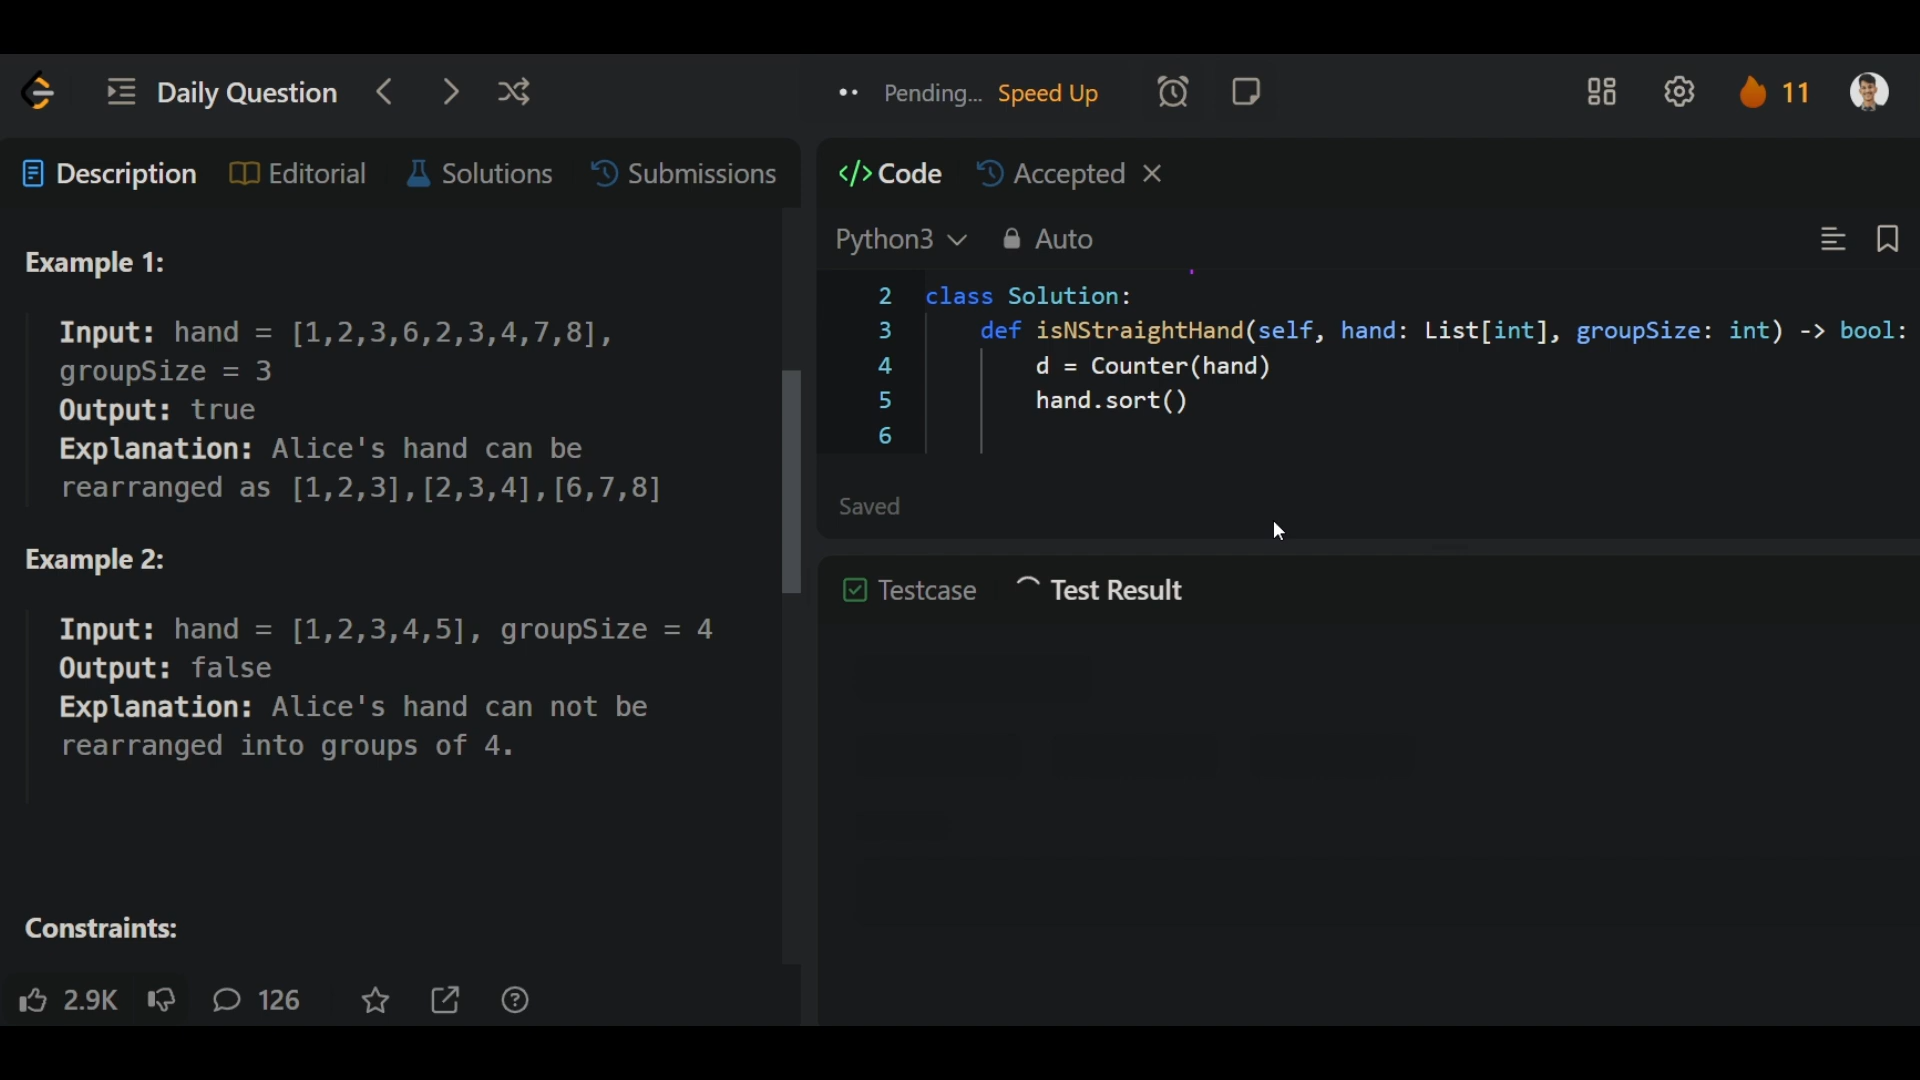 Daily Question
Pending... Speed Up
11
Description
Editorial
Solutions
Submissions
Example 1:
Input: hand = [1,2,3,6,2,3,4,7,8],
groupSize = 3
Output: true
Explanation: Alice's hand can be
rearranged as [1,2,3],[2,3,4],[6,7,8]
Example 2:
Input: hand = [1,2,3,4,5], groupSize = 4
Output: false
Explanation: Alice's hand can not be
rearranged into groups of 4.
Constraints:
2.9K
126
</> Code
Accepted
Python3
Auto
2 class Solution:
3 def isNStraightHand(self, hand: List[int], groupSize: int) -> bool:
4 d = Counter(hand)
5 hand.sort()
6
Saved
Testcase
Test Result